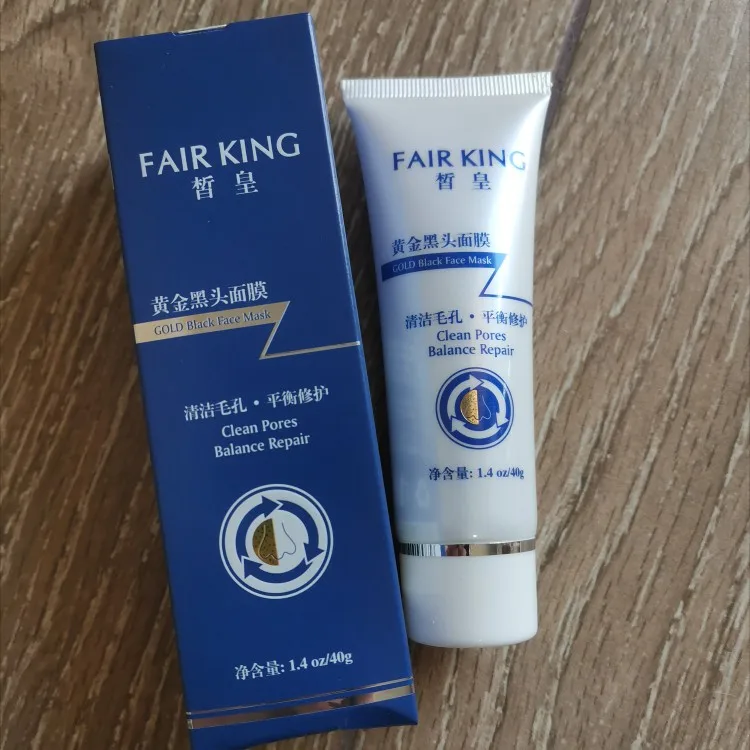 FAIR KING
皙皇
黄金黑头面膜
GOLD Black Face Mask
清洁毛孔·平衡修护
Clean Pores
Balance Repair
净含量: 1.4 oz/40g
FAIR KING
皙皇
黄金黑头面膜
GOLD Black Face Mask
清洁毛孔·平衡修护
Clean Pores
Balance Repair
净含量: 1.4 oz/40g